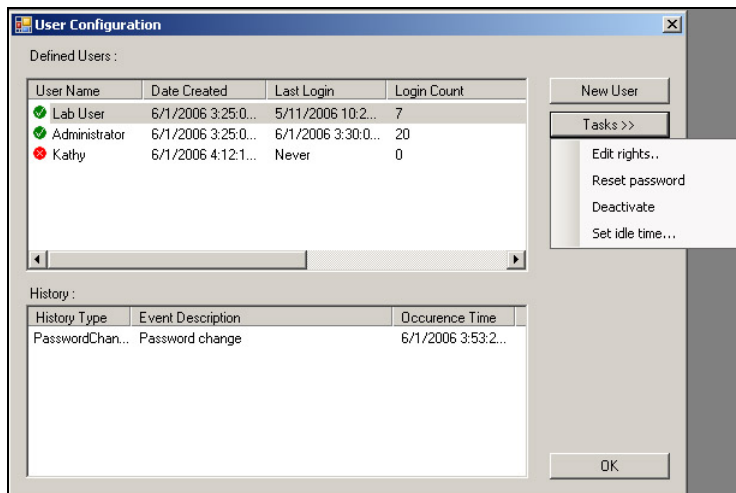 User Configuration
Defined Users :
User Name Date Created Last Login Login Count
Lab User 6/1/2006 3:25:0... 5/11/2006 10:2... 7
Administrator 6/1/2006 3:25:0... 6/1/2006 3:30:0... 20
Kathy 6/1/2006 4:12:1... Never 0
New User
Tasks >>
Edit rights..
Reset password
Deactivate
Set idle time...
History :
History Type Event Description Occurence Time
PasswordChan... Password change 6/1/2006 3:53:2...
OK